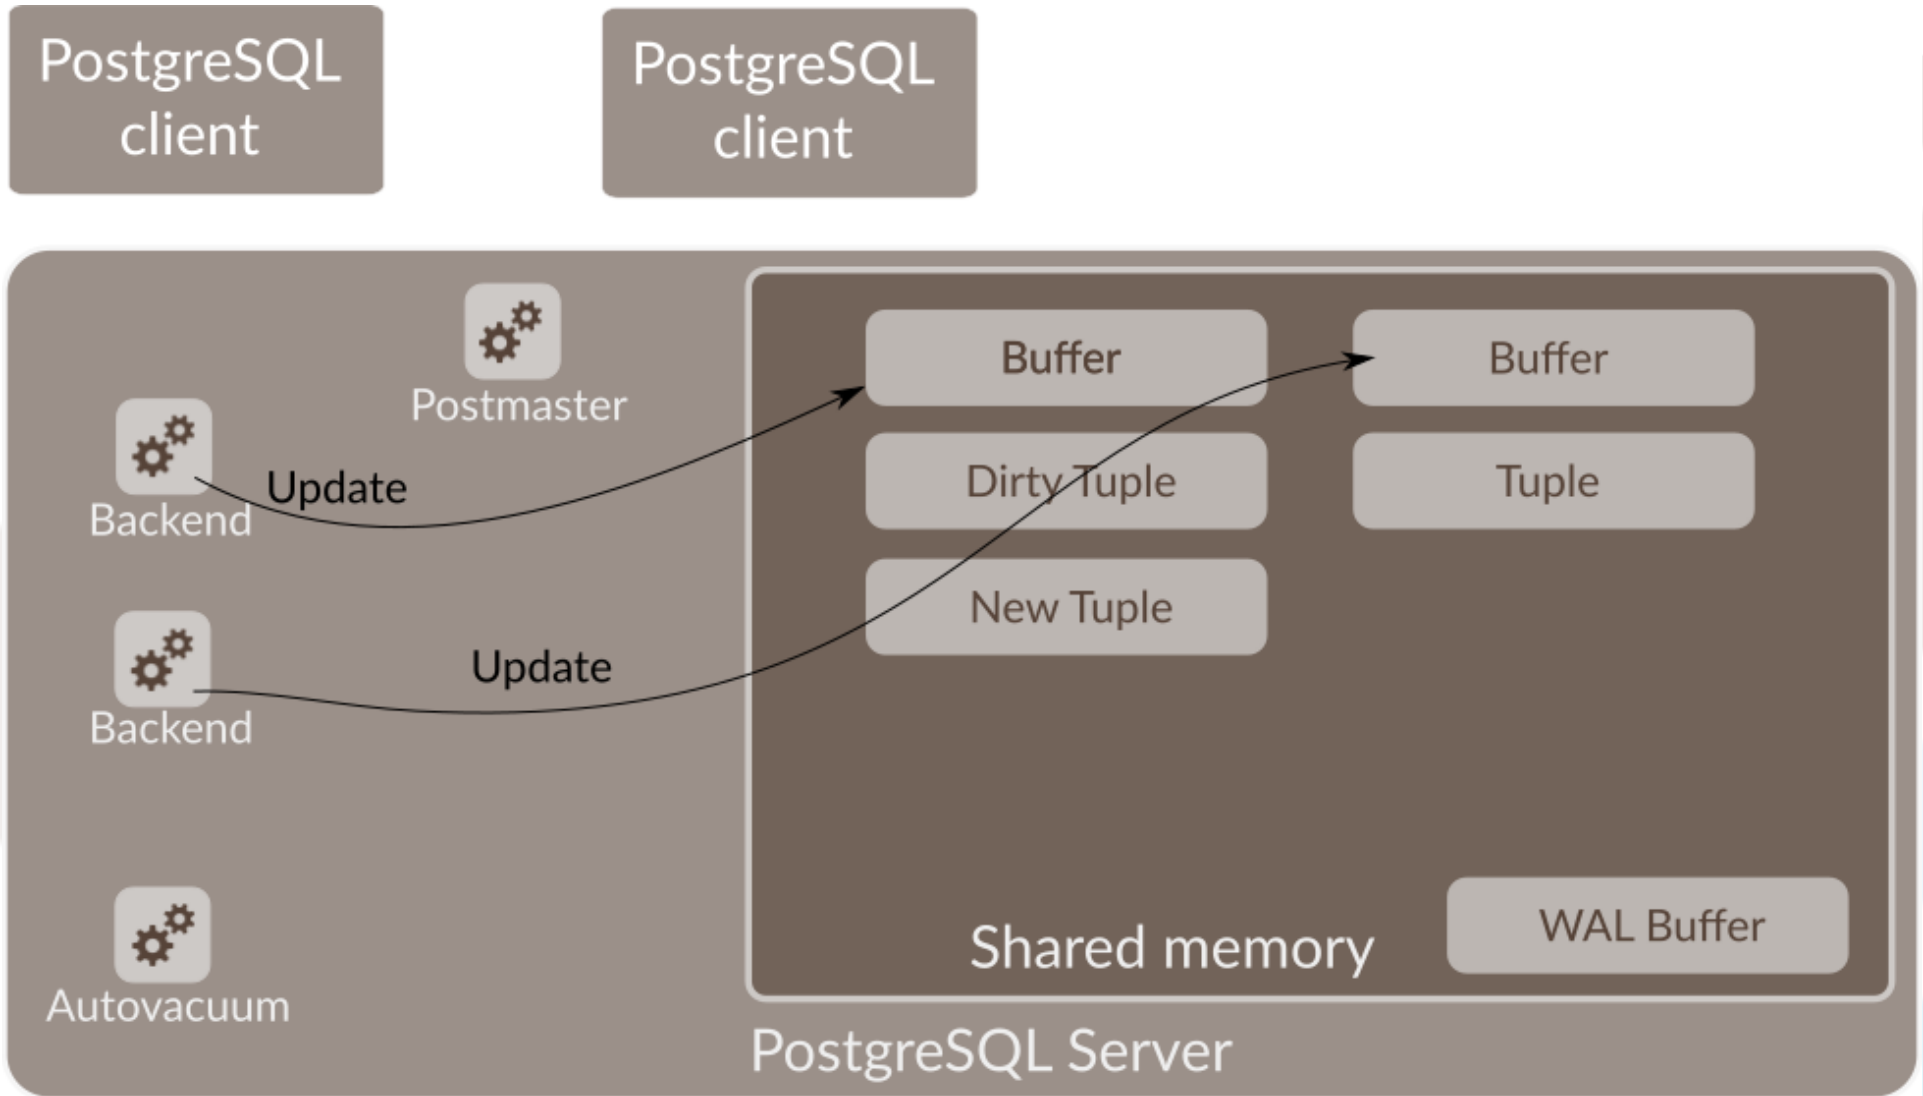 PostgreSQL
client
PostgreSQL
client
Postmaster
Backend
Update
Backend
Update
Autovacuum
Buffer
Buffer
Dirty Tuple
Tuple
New Tuple
WAL Buffer
Shared memory
PostgreSQL Server